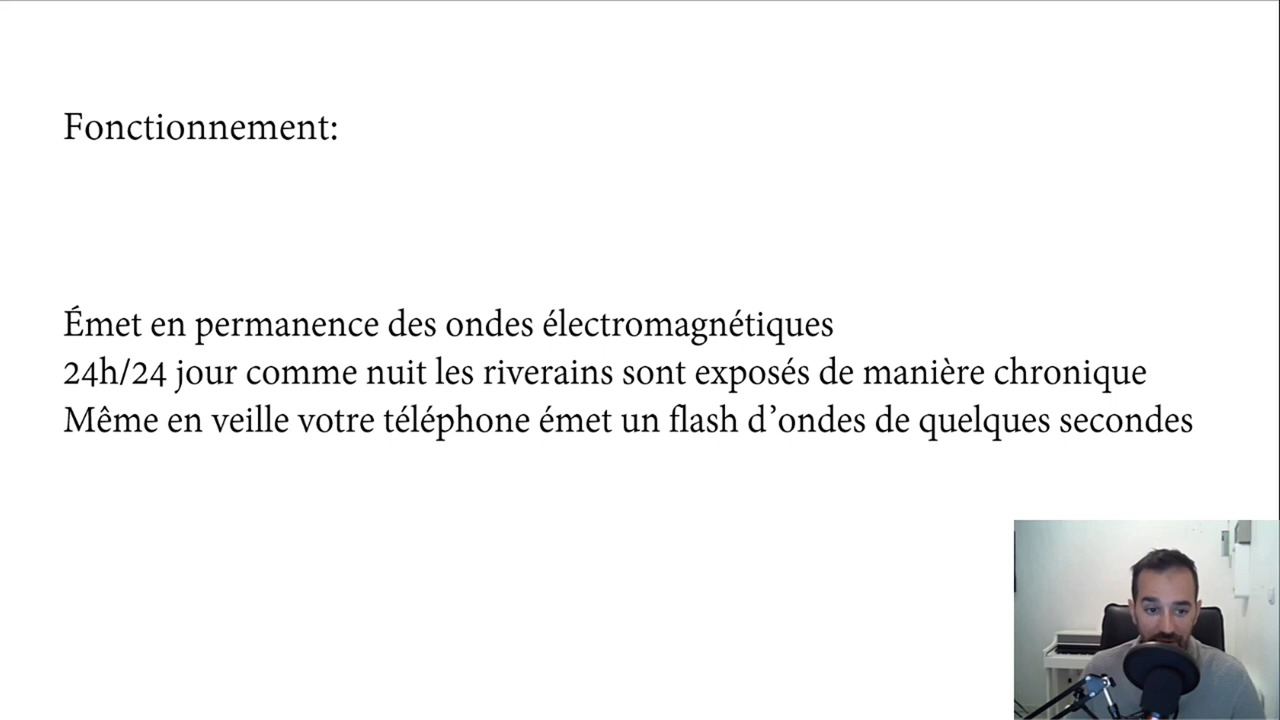 Fonctionnement:
Émet en permanence des ondes électromagnétiques
24h/24 jour comme nuit les riverains sont exposés de manière chronique
Même en veille votre téléphone émet un flash d’ondes de quelques secondes